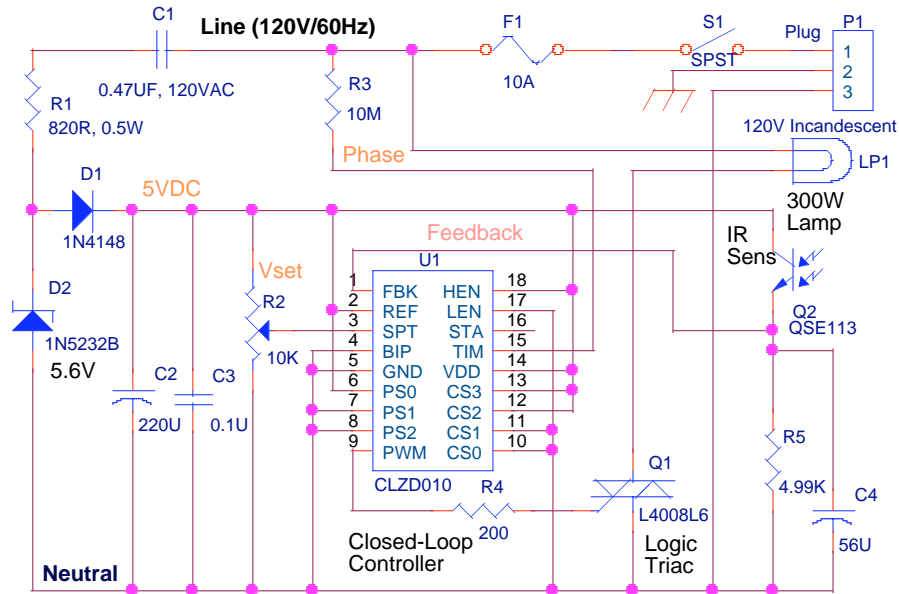 C1
Line (120V/60Hz)
F1
S1
P1
Plug
SPST
1
2
3
0.47UF, 120VAC
10A
R1
820R, 0.5W
R3
10M
120V Incandescent
LP1
Phase
D1
5VDC
1N4148
300W
Lamp
Feedback
IR
Sens
U1
Vset
D2
R2
1N5232B
10K
5.6V
Q2
QSE113
1 FBK HEN 18
2 REF LEN 17
3 SPT STA 16
4 BIP TIM 15
5 GND VDD 14
6 PS0 CS3 13
7 PS1 CS2 12
8 PS2 CS1 11
9 PWM CS0 10
CLZD010
C2
220U
C3
0.1U
R4
200
Q1
L4008L6
R5
4.99K
C4
56U
Closed-Loop
Controller
Logic
Triac
Neutral